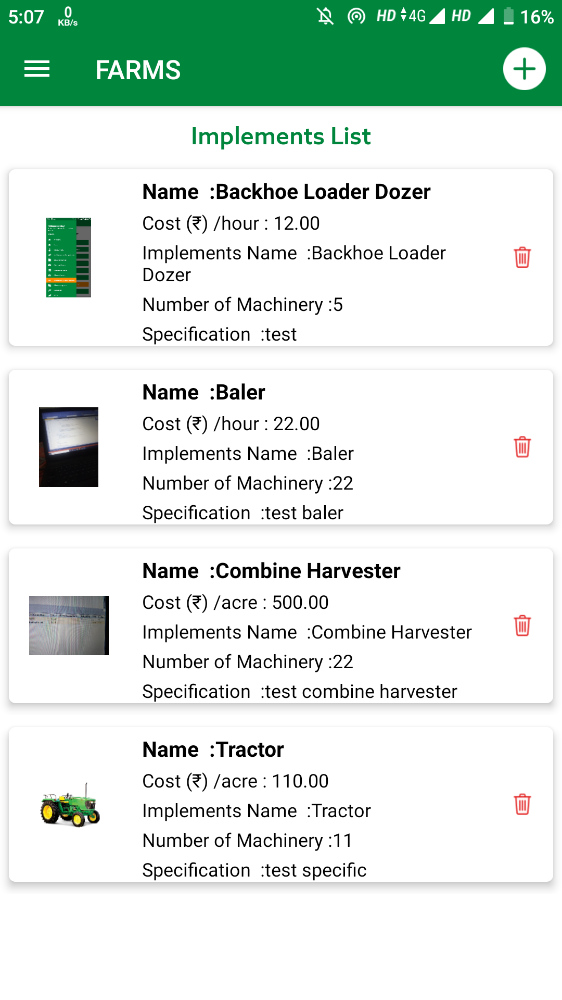 5:07 0 KB/s HD 4G HD 16%
FARMS
Implements List
Name :Backhoe Loader Dozer
Cost (₹) /hour : 12.00
Implements Name :Backhoe Loader
Dozer
Number of Machinery :5
Specification :test
Name :Baler
Cost (₹) /hour : 22.00
Implements Name :Baler
Number of Machinery :22
Specification :test baler
Name :Combine Harvester
Cost (₹) /acre : 500.00
Implements Name :Combine Harvester
Number of Machinery :22
Specification :test combine harvester
Name :Tractor
Cost (₹) /acre : 110.00
Implements Name :Tractor
Number of Machinery :11
Specification :test specific